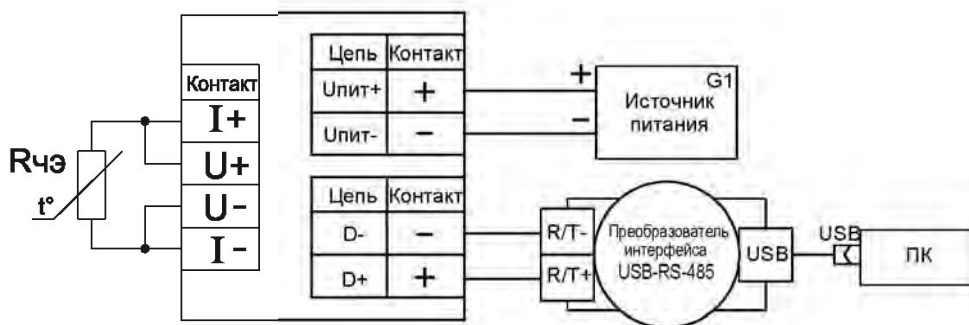 Rчэ
t°
Контакт
I+
U+
U-
I-
Цепь Контакт
Uпит+ +
Uпит- −
+
−
G1
Источник
питания
Цепь Контакт
D- −
D+ +
R/T-
R/T+
Преобразователь
интерфейса
USB-RS-485
USB
USB
ПК